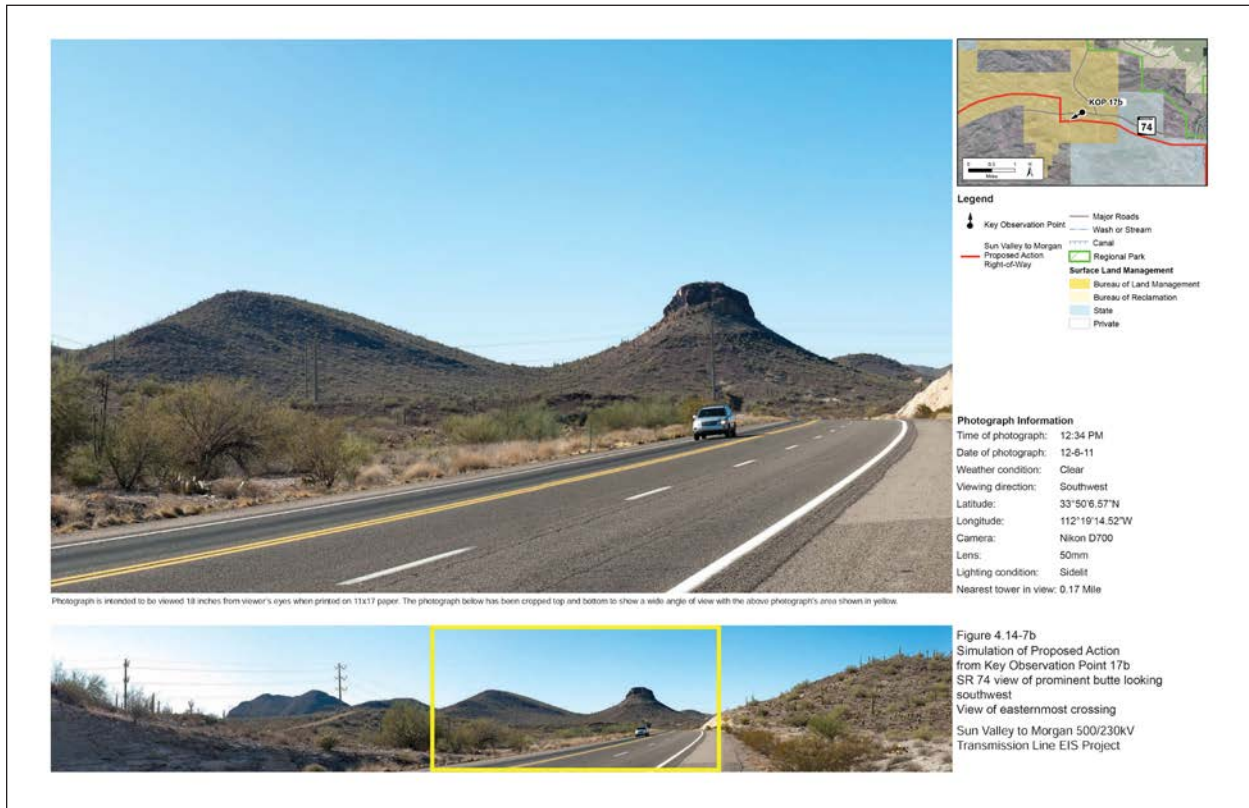 KOP 17b
74
0 0.5 1
Miles
N
Legend
Key Observation Point
Sun Valley to Morgan
Proposed Action
Right-of-Way
Major Roads
Wash or Stream
Canal
Regional Park
Surface Land Management
Bureau of Land Management
Bureau of Reclamation
State
Private
Photograph Information
Time of photograph: 12:34 PM
Date of photograph: 12-6-11
Weather condition: Clear
Viewing direction: Southwest
Latitude: 33°50'6.57"N
Longitude: 112°19'14.52"W
Camera: Nikon D700
Lens: 50mm
Lighting condition: Sidelit
Nearest tower in view: 0.17 Mile
Photograph is intended to be viewed 18 inches from viewer's eyes when printed on 11x17 paper. The photograph below has been cropped top and bottom to show a wide angle of view with the above photograph's area shown in yellow.
Figure 4.14-7b
Simulation of Proposed Action
from Key Observation Point 17b
SR 74 view of prominent butte looking
southwest
View of easternmost crossing
Sun Valley to Morgan 500/230kV
Transmission Line EIS Project